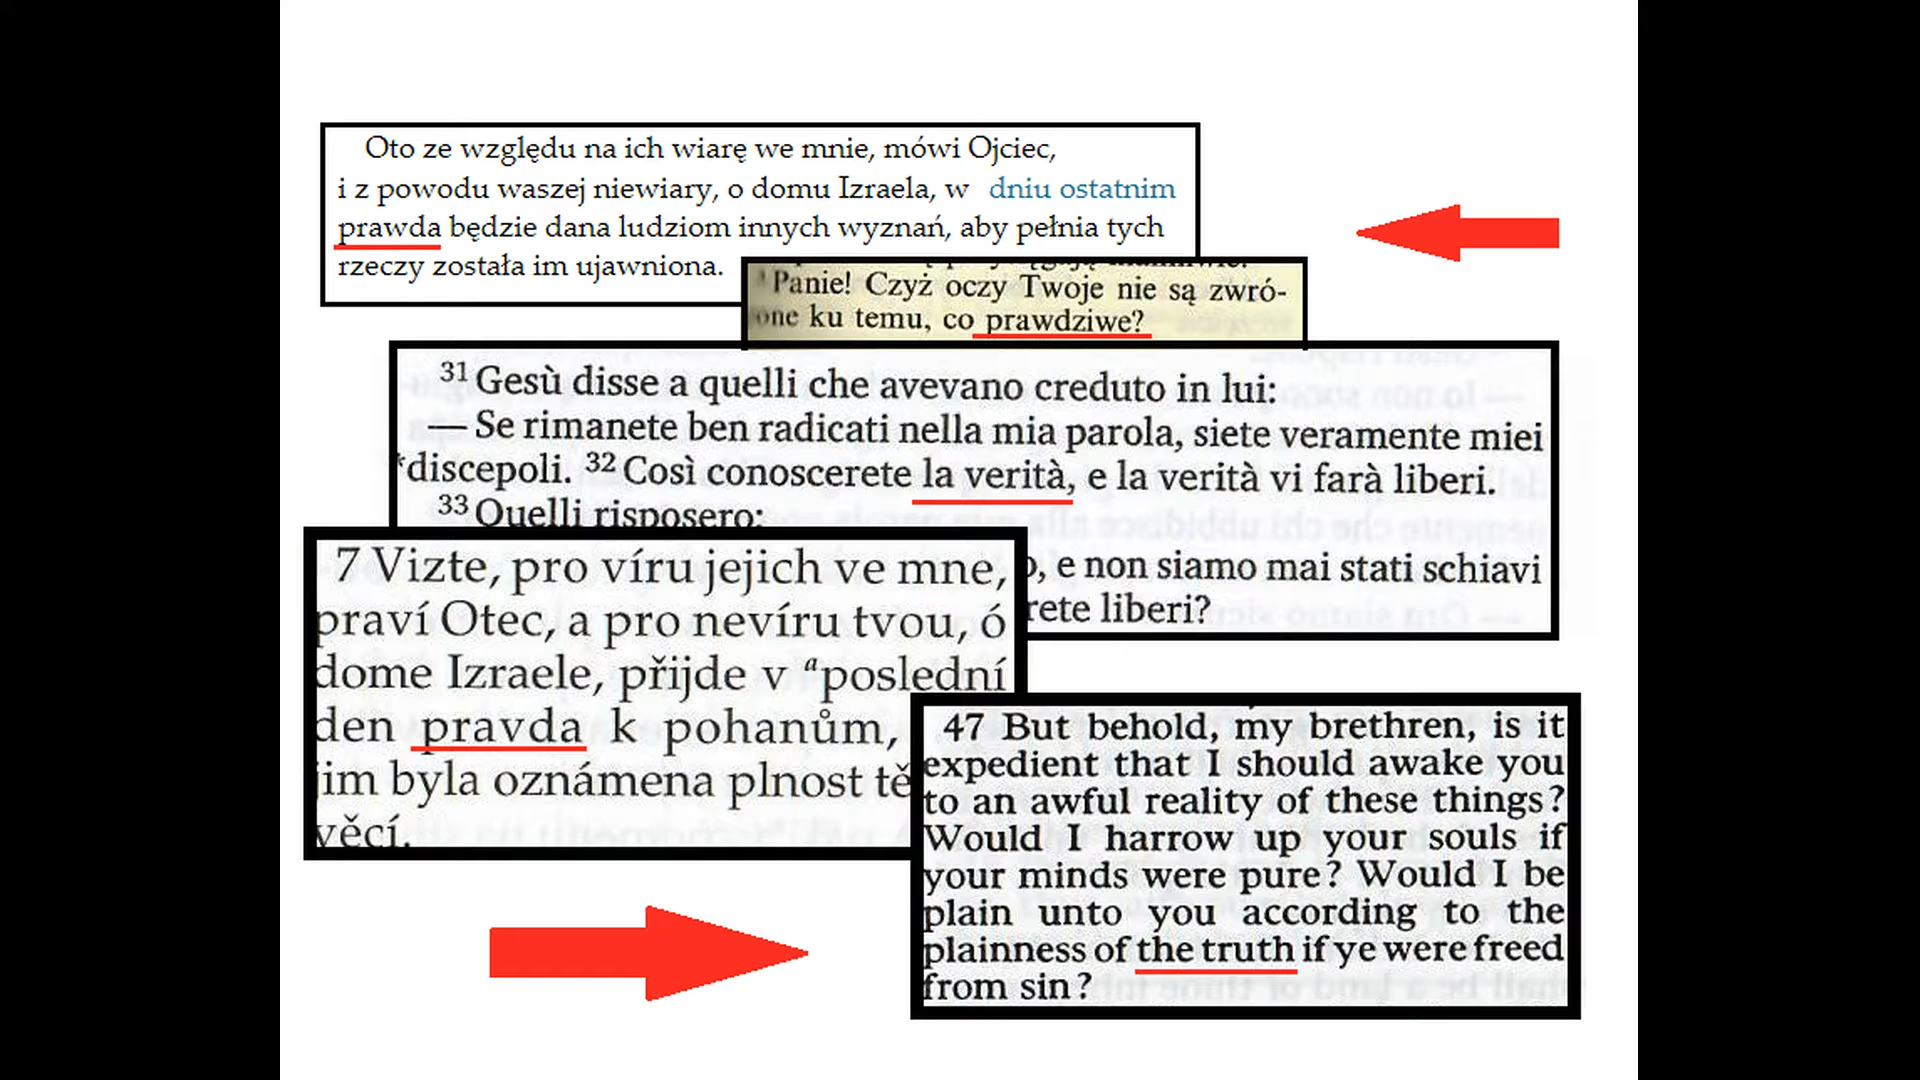 Oto ze względu na ich wiarę we mnie, mówi Ojciec,
i z powodu waszej niewiary, o domu Izraela, w dniu ostatnim
prawda będzie dana ludziom innych wyznań, aby pełnia tych
rzeczy została im ujawniona.
Panie! Czyż oczy Twoje nie są zwró-
one ku temu, co prawdziwe?
31 Gesù disse a quelli che avevano creduto in lui:
— Se rimanete ben radicati nella mia parola, siete veramente miei
*discepoli. 32 Così conoscerete la verità, e la verità vi farà liberi.
33 Quelli risposero:
o, e non siamo mai stati schiavi
rete liberi?
7 Vizte, pro víru jejich ve mne,
praví Otec, a pro nevíru tvou, ó
dome Izraele, přijde v a poslední
den pravda k pohanům,
jim byla oznámena plnost tě
věcí.
47 But behold, my brethren, is it
expedient that I should awake you
to an awful reality of these things?
Would I harrow up your souls if
your minds were pure? Would I be
plain unto you according to the
plainness of the truth if ye were freed
from sin?